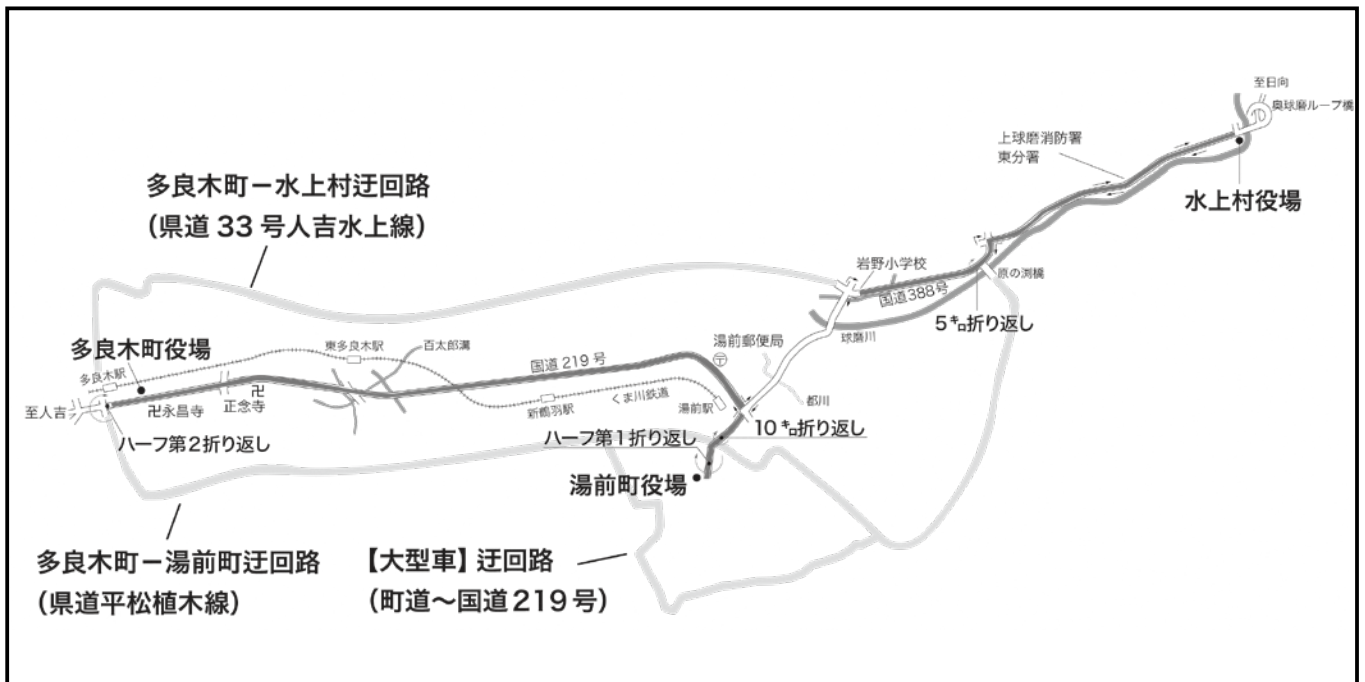 至日向
奥球磨ループ橋
上球磨消防署
東分署
水上村役場
多良木町－水上村迂回路
（県道33号人吉水上線）
岩野小学校
国道388号
原の渕橋
5㌔折り返し
球磨川
湯前郵便局
都川
多良木町役場
多良木駅
東多良木駅
百太郎溝
国道219号
至人吉
卍永昌寺
卍
正念寺
新鶴羽駅
くま川鉄道
湯前駅
ハーフ第2折り返し
ハーフ第1折り返し
10㌔折り返し
湯前町役場
多良木町－湯前町迂回路
（県道平松植木線）
【大型車】迂回路
（町道～国道219号）